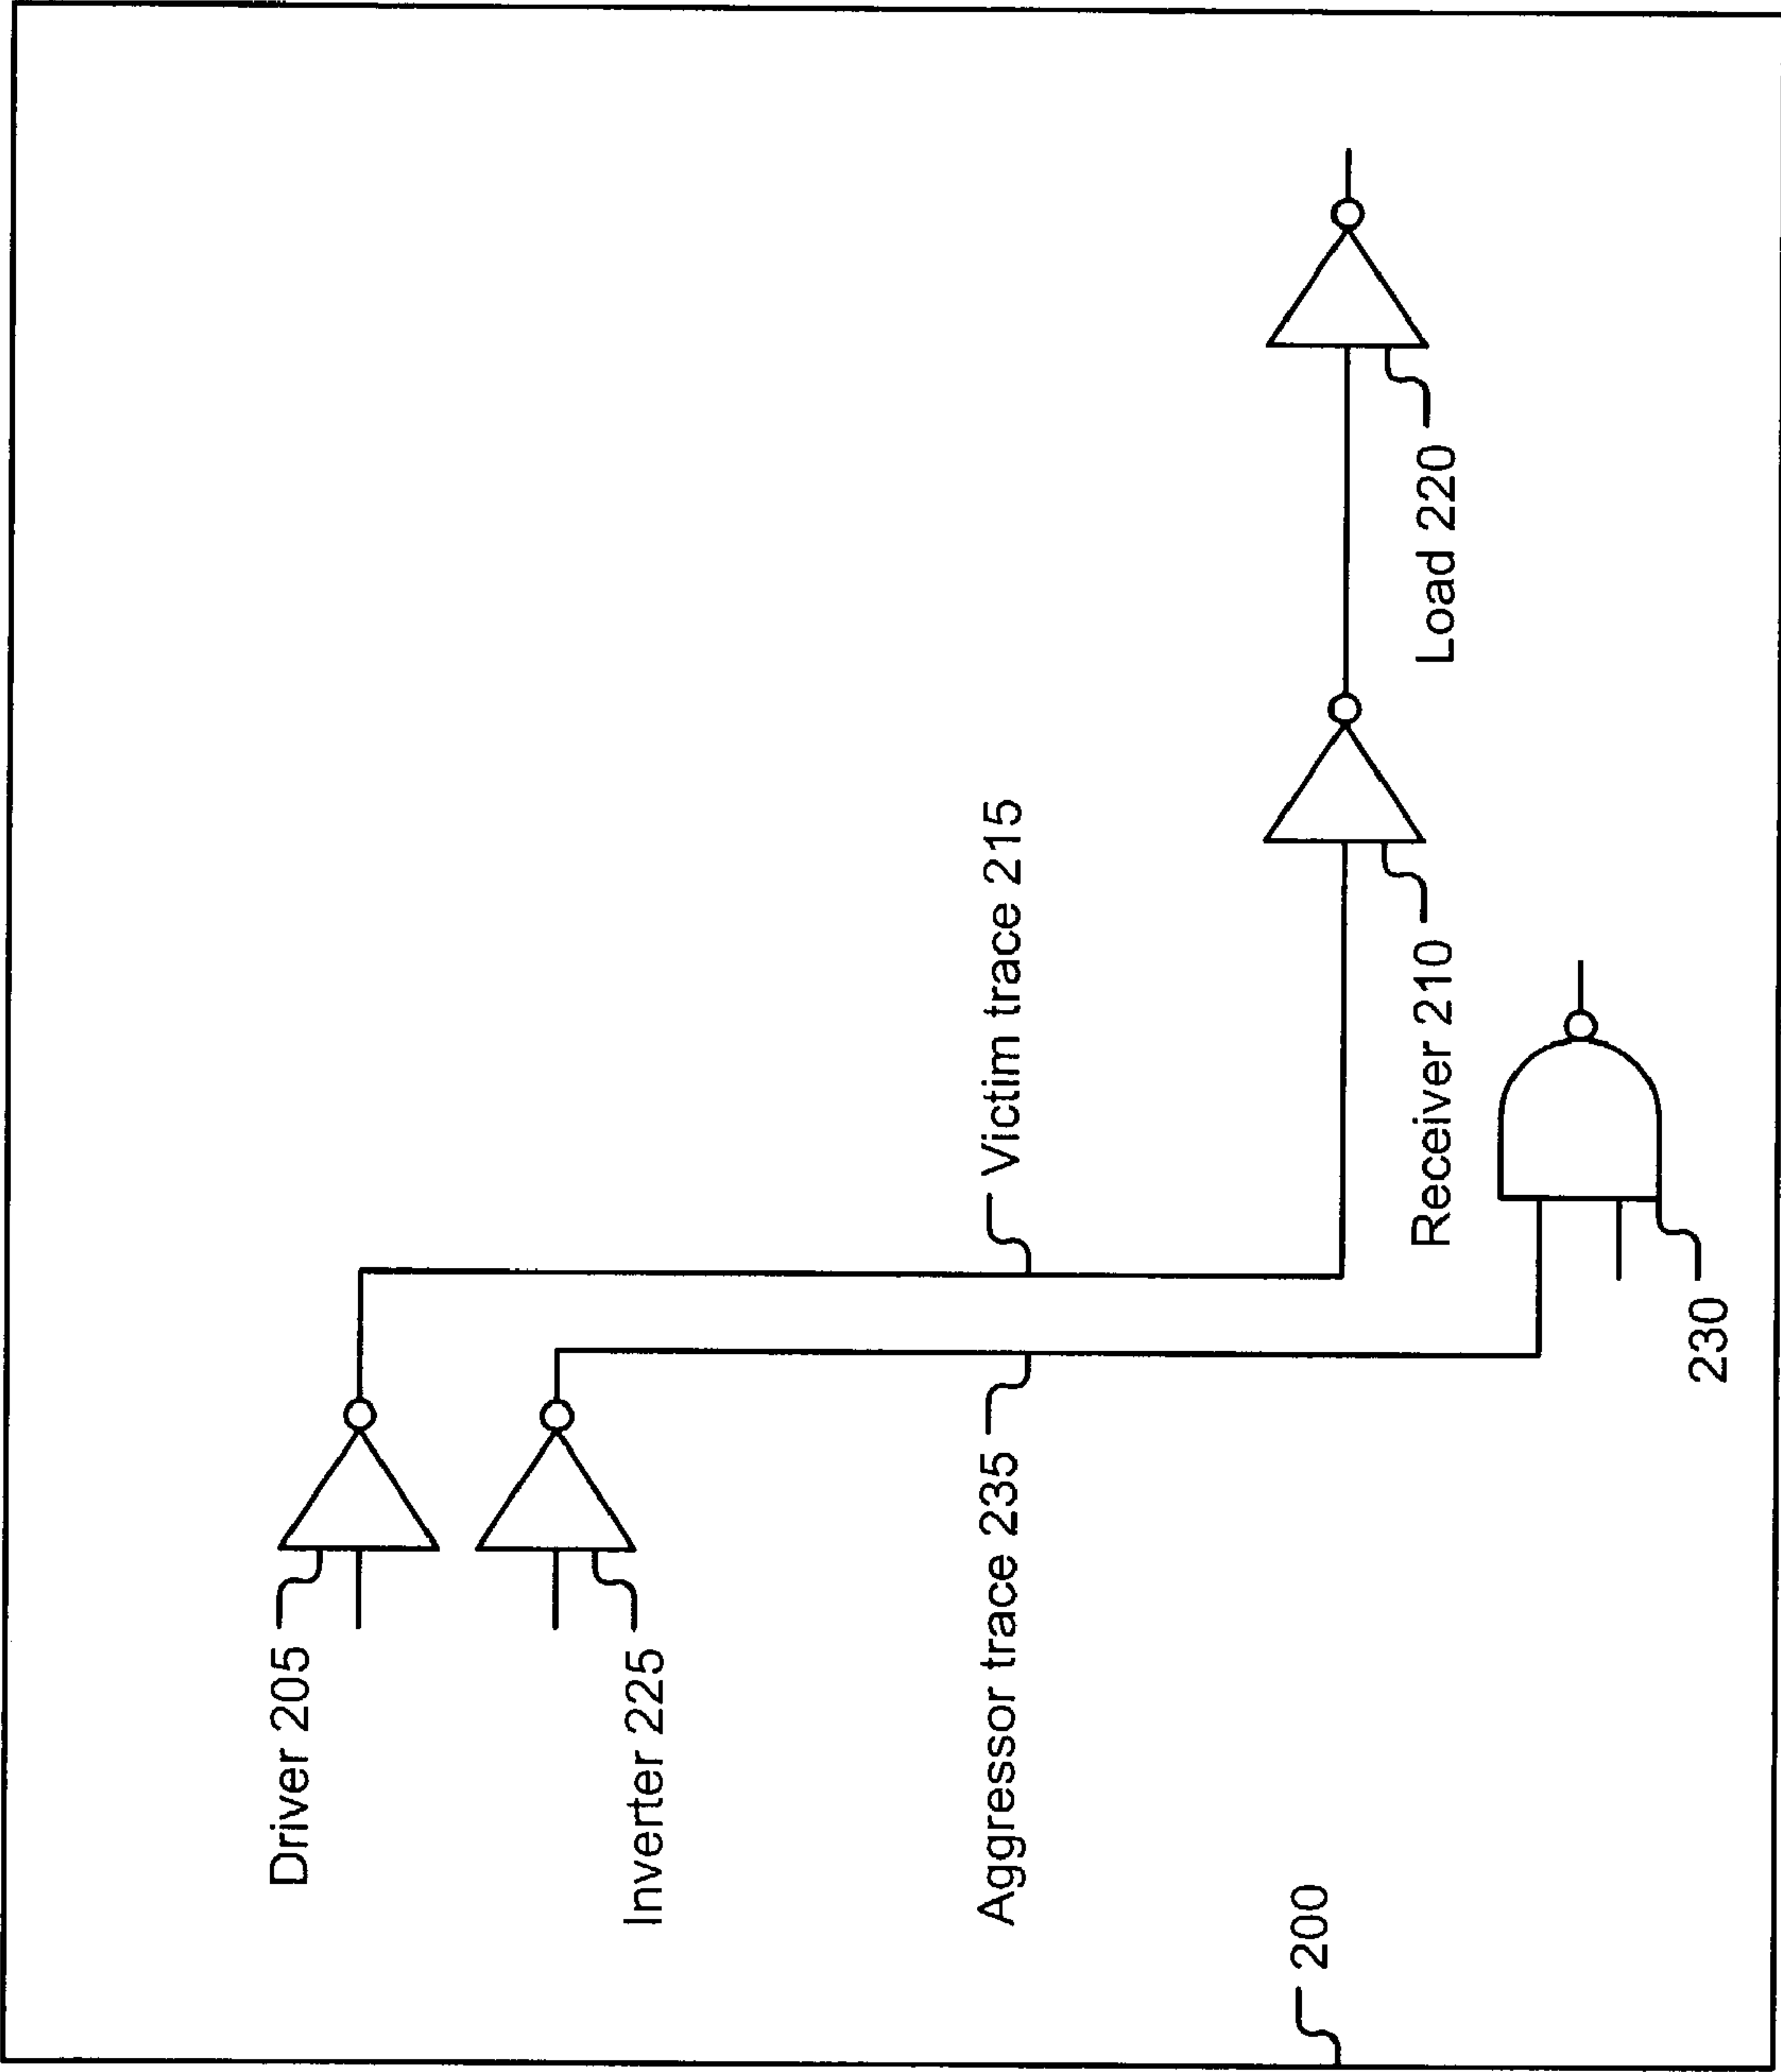 Driver 205
Inverter 225
Victim trace 215
Aggressor trace 235
Load 220
Receiver 210
200
230